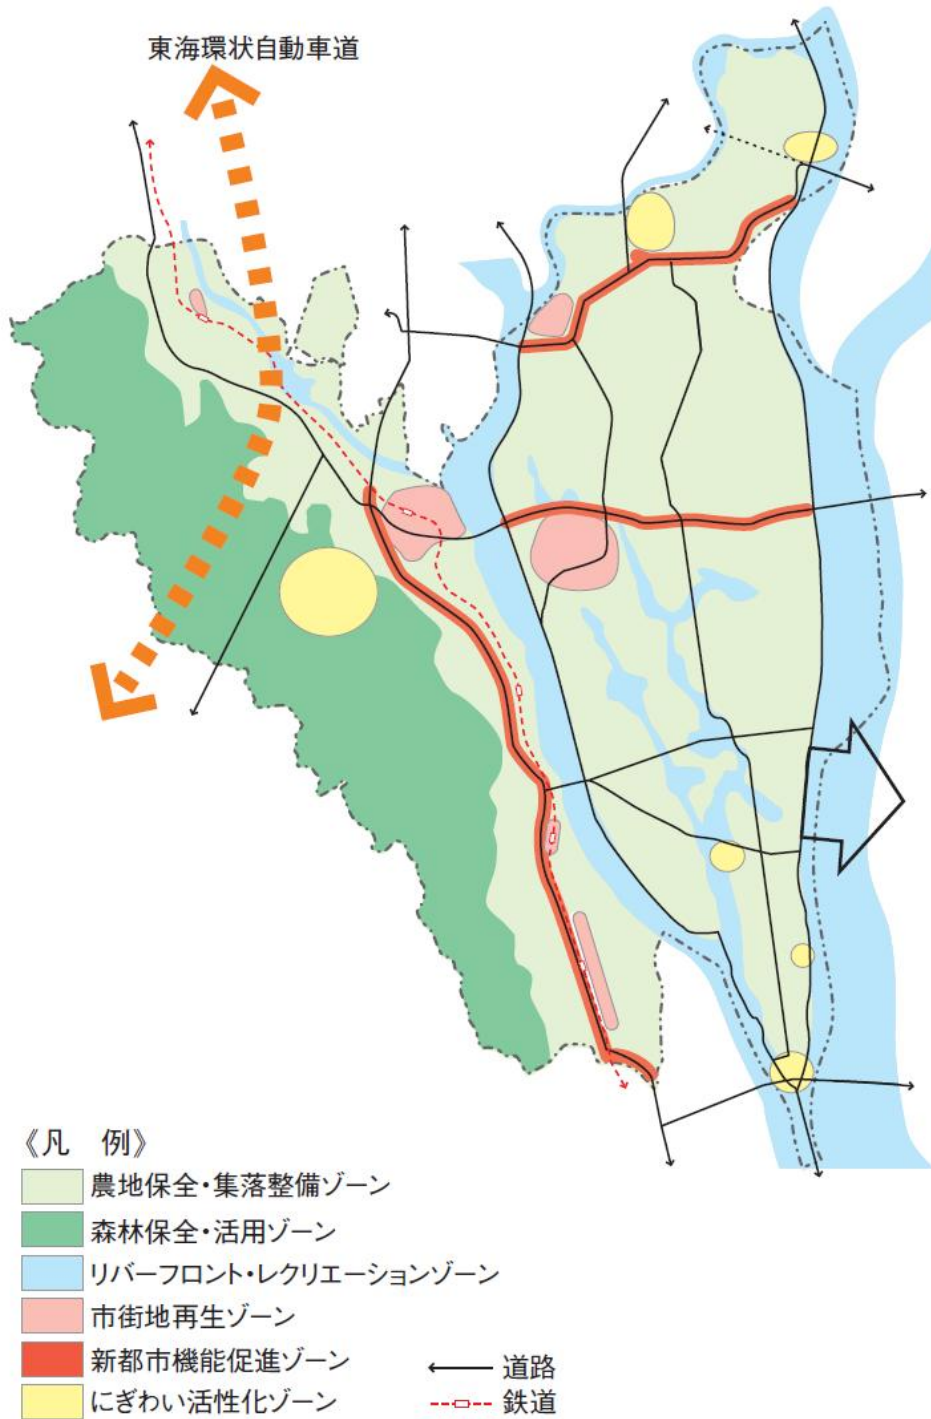 東海環状自動車道
《凡　例》
農地保全・集落整備ゾーン
森林保全・活用ゾーン
リバーフロント・レクリエーションゾーン
市街地再生ゾーン
新都市機能促進ゾーン
にぎわい活性化ゾーン
道路
鉄道